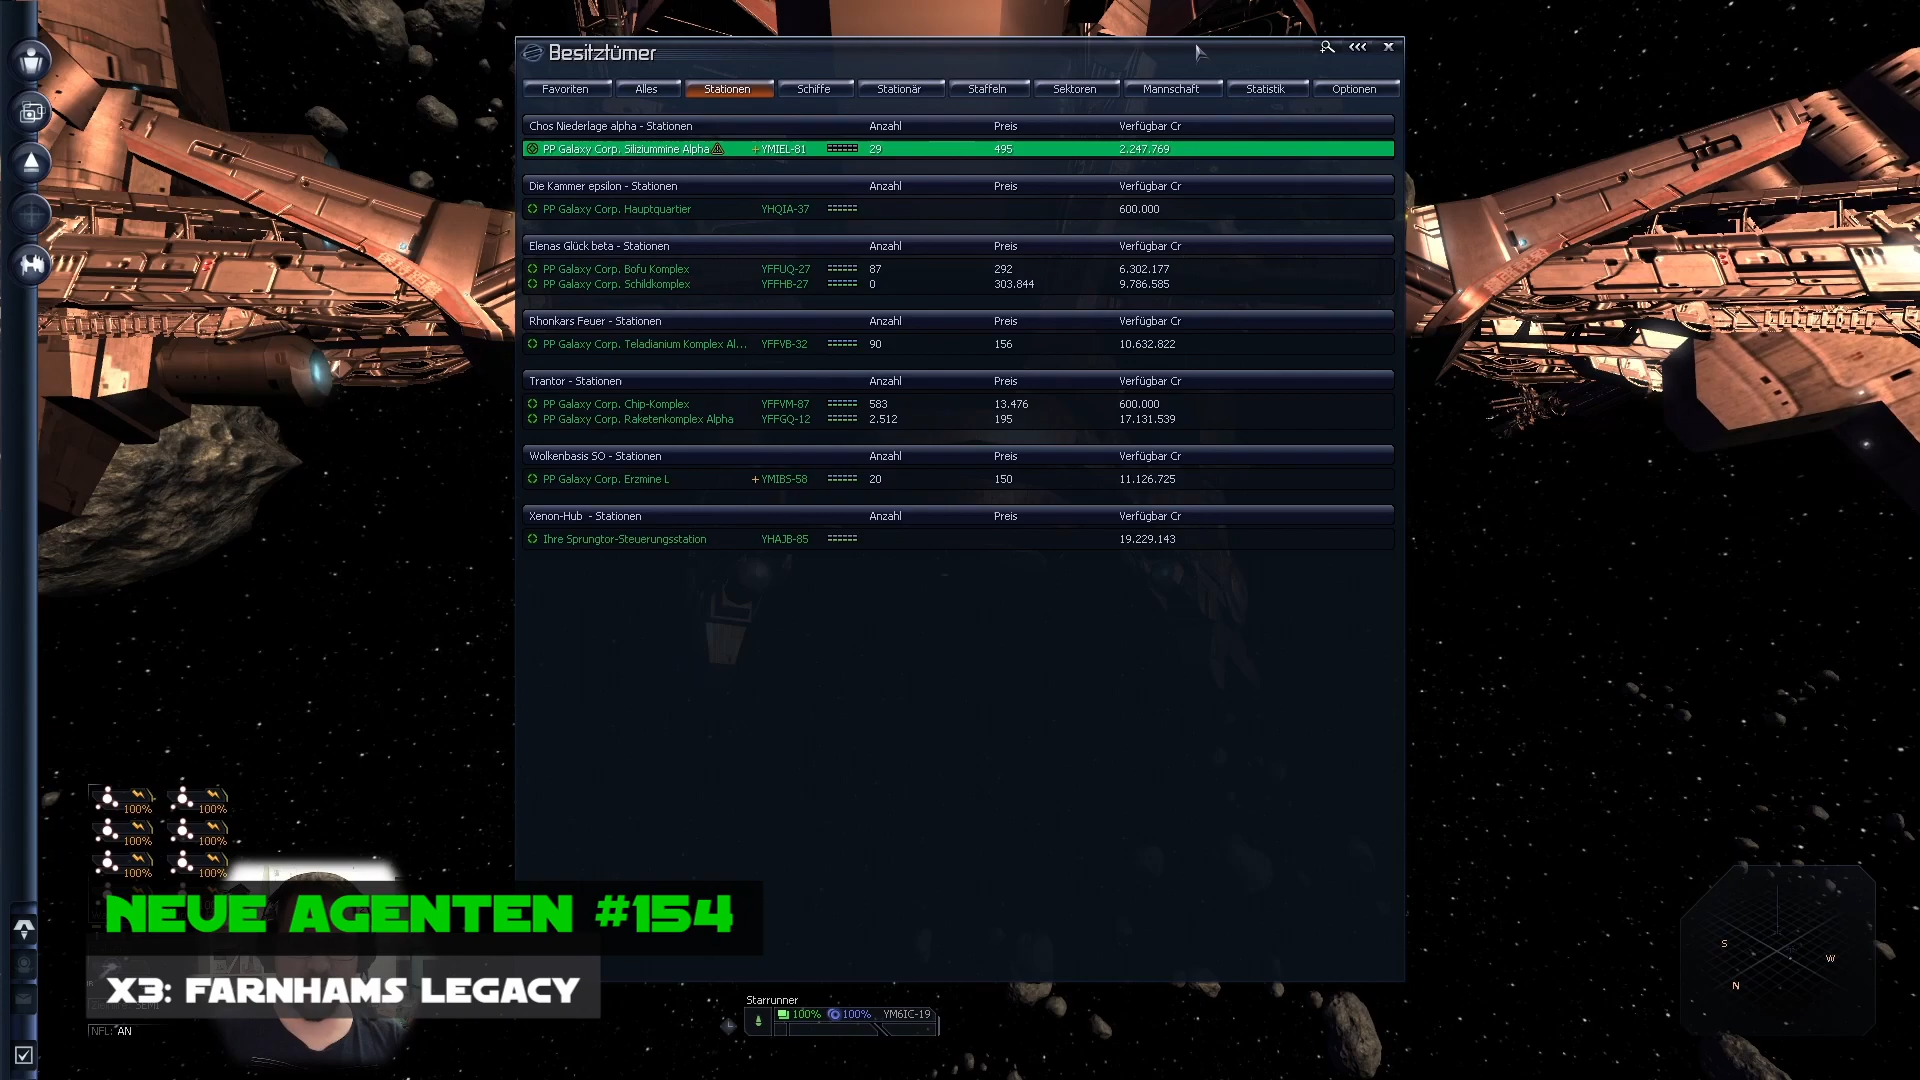 Besitztümer
Favoriten Alles Stationen Schiffe Stationär Staffeln Sektoren Mannschaft Statistik Optionen
Chos Niederlage alpha - Stationen Anzahl Preis Verfügbar Cr
PP Galaxy Corp. Siliziummine Alpha +YMIEL-81 29 495 2.247.769
Die Kammer epsilon - Stationen Anzahl Preis Verfügbar Cr
PP Galaxy Corp. Hauptquartier YHQIA-37 600.000
Elenas Glück beta - Stationen Anzahl Preis Verfügbar Cr
PP Galaxy Corp. Bofu Komplex YFFUQ-27 87 292 6.302.177
PP Galaxy Corp. Schildkomplex YFFHB-27 0 303.844 9.786.585
Rhonkars Feuer - Stationen Anzahl Preis Verfügbar Cr
PP Galaxy Corp. Teladianium Komplex Al... YFFVB-32 90 156 10.632.822
Trantor - Stationen Anzahl Preis Verfügbar Cr
PP Galaxy Corp. Chip-Komplex YFFVM-87 583 13.476 600.000
PP Galaxy Corp. Raketenkomplex Alpha YFFGQ-12 2.512 195 17.131.539
Wolkenbasis SO - Stationen Anzahl Preis Verfügbar Cr
PP Galaxy Corp. Erzmine L +YMIBS-58 20 150 11.126.725
Xenon-Hub - Stationen Anzahl Preis Verfügbar Cr
Ihre Sprungtor-Steuerungsstation YHAJB-85 19.229.143
100% 100%
100% 100%
100% 100%
NEUE AGENTEN #154
X3: FARNHAMS LEGACY
NFL: AN
Starrunner
100% 100% YM6IC-19
S
W
N